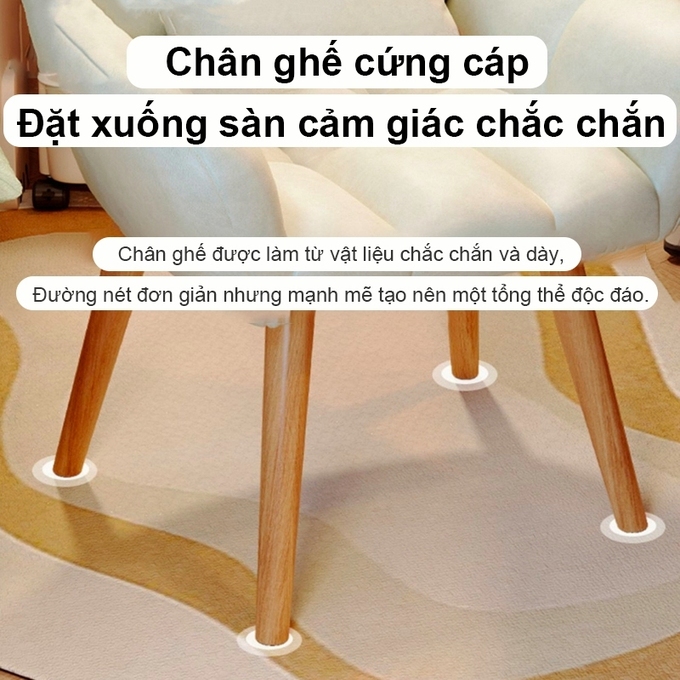 Chân ghế cứng cáp
Đặt xuống sàn cảm giác chắc chắn
Chân ghế được làm từ vật liệu chắc chắn và dày,
Đường nét đơn giản nhưng mạnh mẽ tạo nên một tổng thể độc đáo.